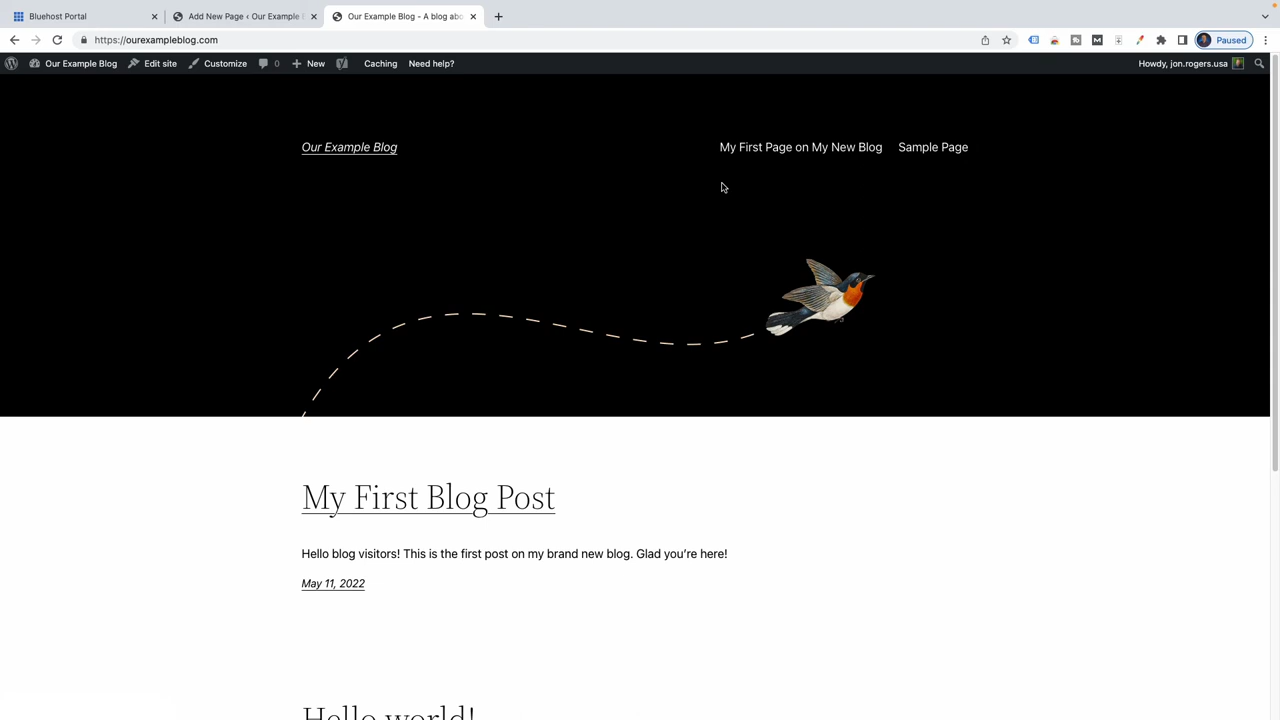 Bluehost Portal
Add New Page ‹ Our Example B
Our Example Blog - A blog abo
https://ourexampleblog.com
Paused
Our Example Blog
Edit site
Customize
0
New
Caching
Need help?
Howdy, jon.rogers.usa
Our Example Blog
My First Page on My New Blog
Sample Page
My First Blog Post
Hello blog visitors! This is the first post on my brand new blog. Glad you’re here!
May 11, 2022
Hello world!